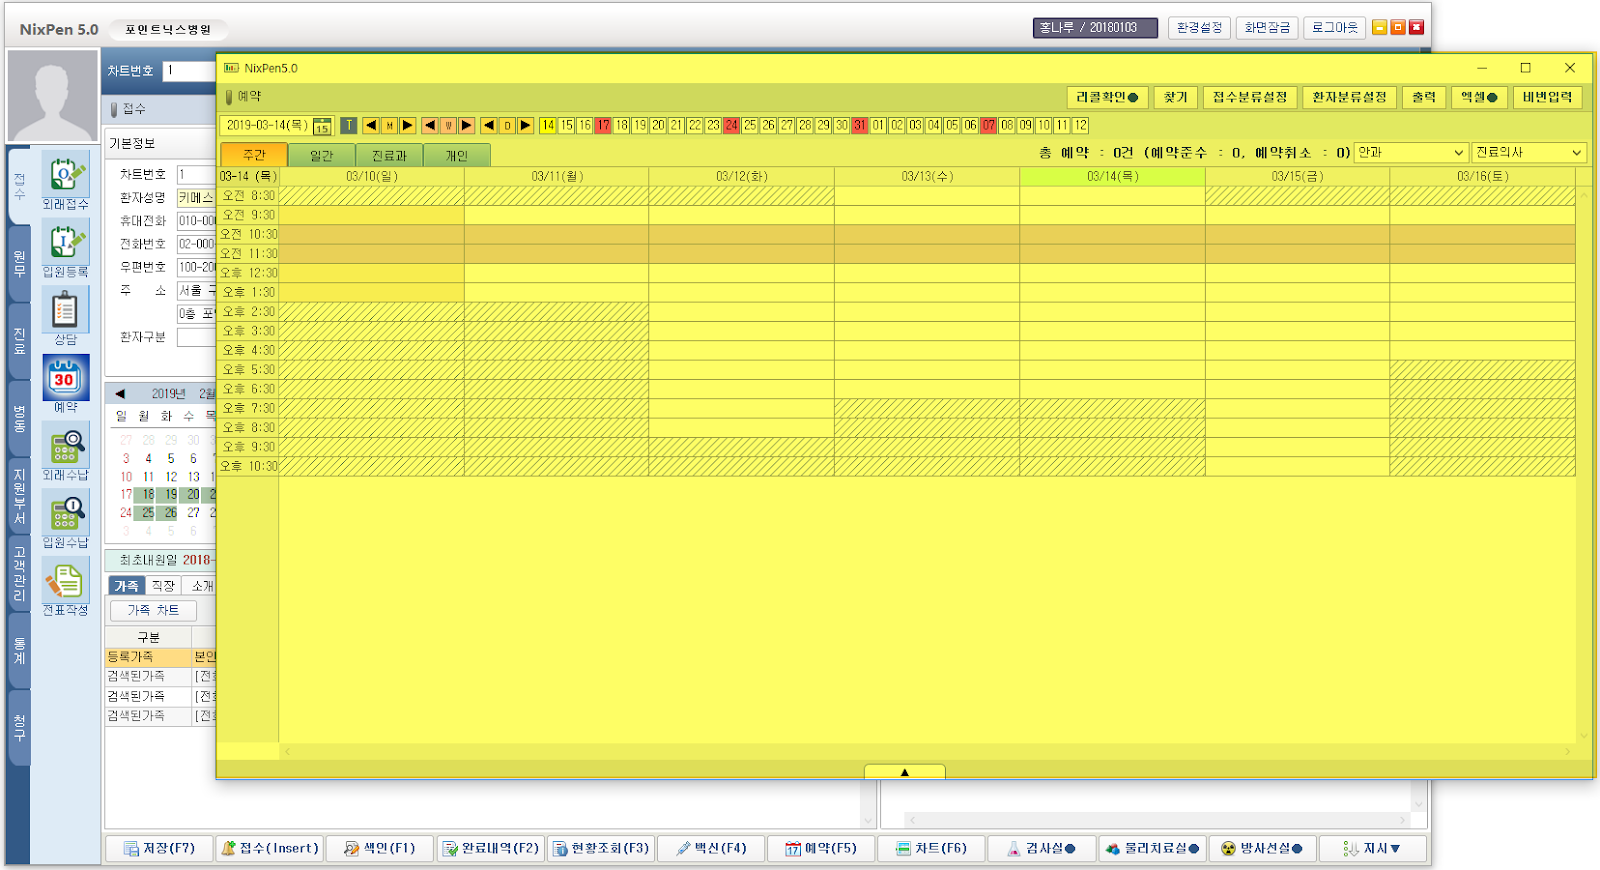 NixPen 5.0 포인트닉스병원 홍나루 / 20180103 환경설정 화면잠금 로그아웃
차트번호 1
접수
기본정보
차트번호 1
환자성명 키메스
휴대전화 010-00
전화번호 02-000
우편번호 100-20
주 소 서울 구
0층 포
환자구분
접수
원무
진료
병동
지원부서
고객관리
통계
청구
외래접수
입원등록
상담
30
예약
외래수납
입원수납
전표작성
2019년 2월
일 월 화 수 목
27 28 29 30 3
3 4 5 6 7
10 11 12 13 1
17 18 19 20 2
24 25 26 27 2
3 4 5 6
최초내원일 2018-
가족 직장 소개
가족 차트
구분
등록가족 본인
검색된가족 [전화
검색된가족 [전화
검색된가족 [전화
NixPen5.0
예약 리콜확인● 찾기 접수분류설정 환자분류설정 출력 엑셀● 비번입력
2019-03-14(목) 15 T ◀ M ▶ ◀ W ▶ ◀ D ▶ 14 15 16 17 18 19 20 21 22 23 24 25 26 27 28 29 30 31 01 02 03 04 05 06 07 08 09 10 11 12
주간 일간 진료과 개인 총 예약 : 0건 (예약준수 : 0, 예약취소 : 0) 안과 진료의사
03-14 (목) 03/10(일) 03/11(월) 03/12(화) 03/13(수) 03/14(목) 03/15(금) 03/16(토)
오전 8:30
오전 9:30
오전 10:30
오전 11:30
오후 12:30
오후 1:30
오후 2:30
오후 3:30
오후 4:30
오후 5:30
오후 6:30
오후 7:30
오후 8:30
오후 9:30
오후 10:30
저장(F7) 접수(Insert) 색인(F1) 완료내역(F2) 현황조회(F3) 백신(F4) 예약(F5) 차트(F6) 검사실● 물리치료실● 방사선실● 지시▼